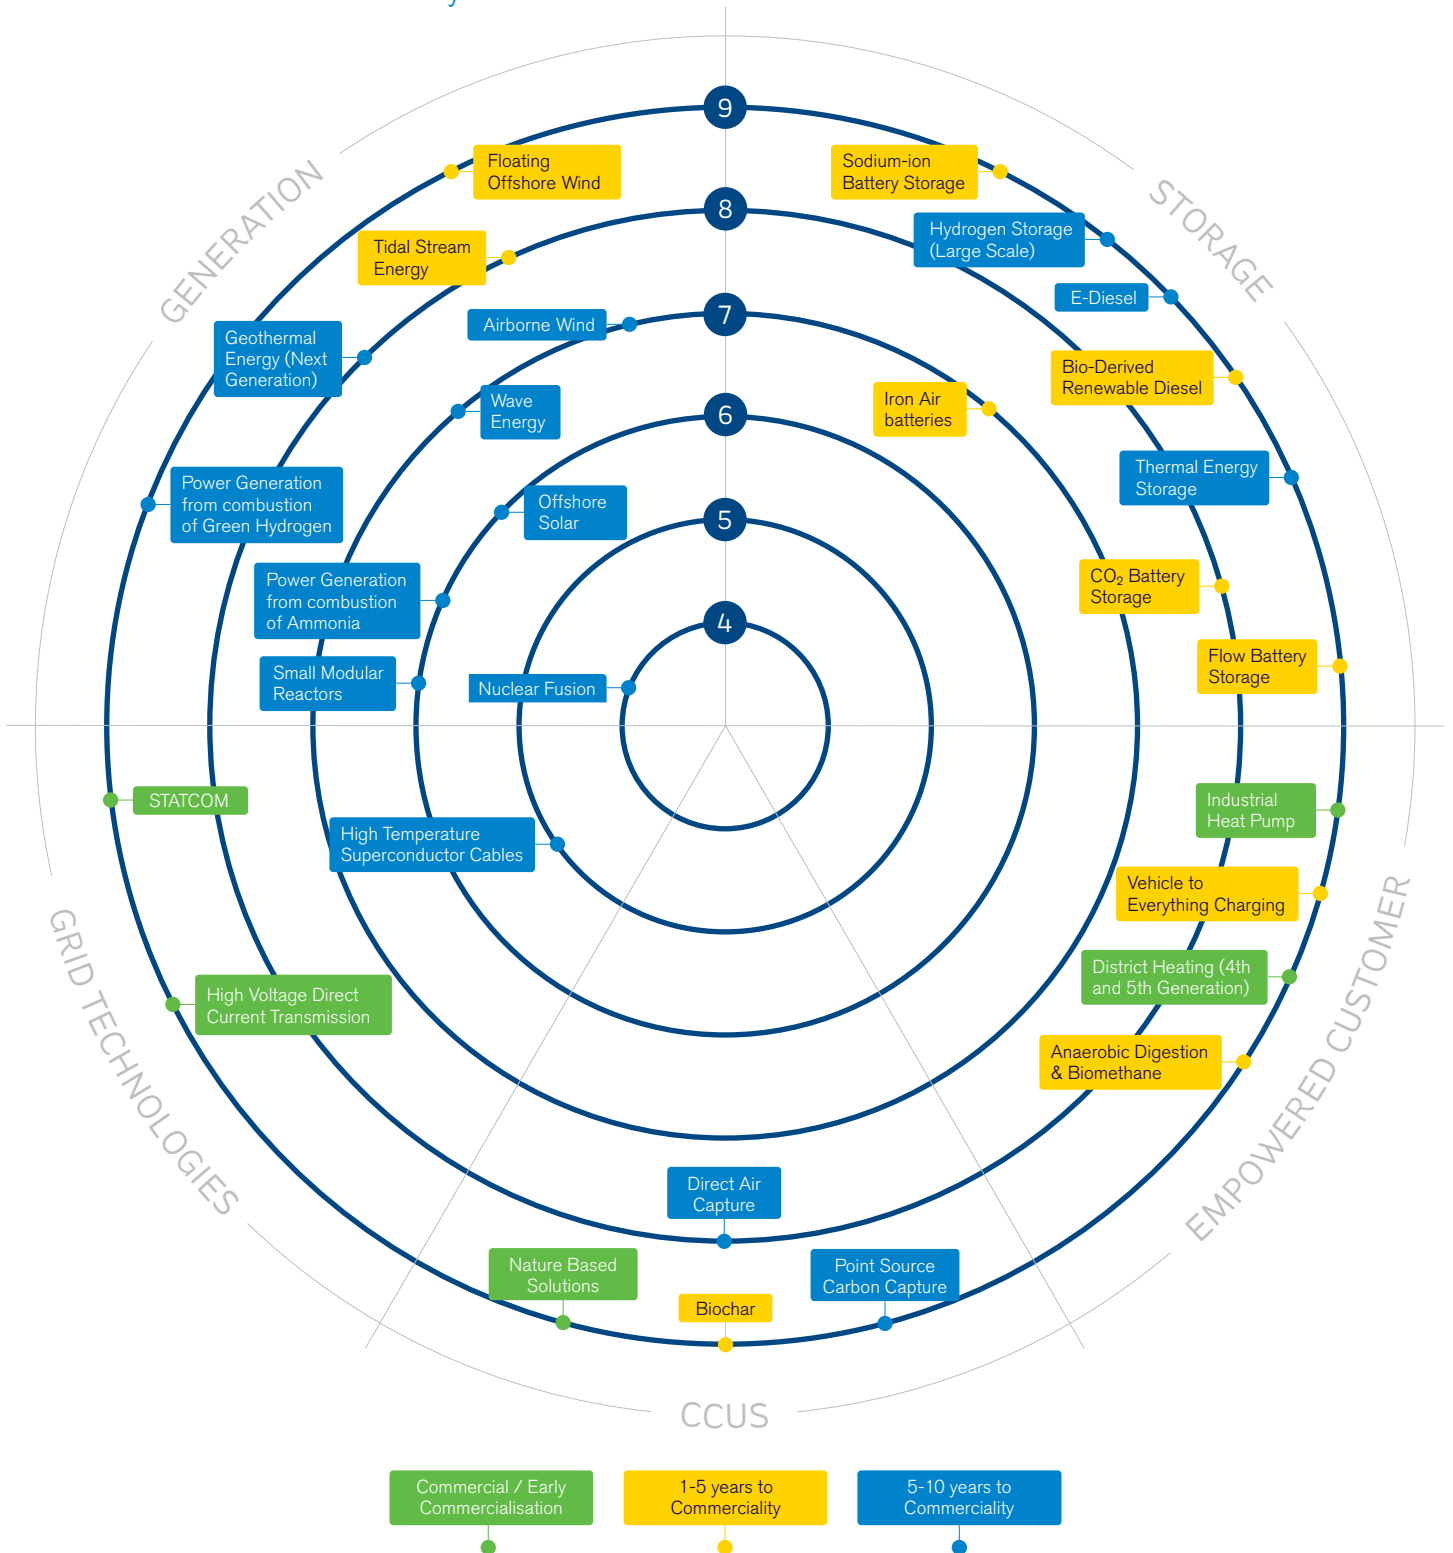 9
Floating
Offshore Wind
Sodium-ion
Battery Storage
GENERATION
STORAGE
8
Hydrogen Storage
(Large Scale)
Tidal Stream
Energy
E-Diesel
7
Airborne Wind
Geothermal
Energy (Next
Generation)
Bio-Derived
Renewable Diesel
Wave
Energy
Iron Air
batteries
6
Power Generation
from combustion
of Green Hydrogen
Thermal Energy
Storage
Offshore
Solar
5
Power Generation
from combustion
of Ammonia
CO₂ Battery
Storage
4
Small Modular
Reactors
Nuclear Fusion
Flow Battery
Storage
STATCOM
Industrial
Heat Pump
High Temperature
Superconductor Cables
Vehicle to
Everything Charging
GRID TECHNOLOGIES
EMPOWERED CUSTOMER
High Voltage Direct
Current Transmission
District Heating (4th
and 5th Generation)
Anaerobic Digestion
& Biomethane
Direct Air
Capture
Nature Based
Solutions
Point Source
Carbon Capture
Biochar
CCUS
Commercial / Early
Commercialisation
1-5 years to
Commerciality
5-10 years to
Commerciality